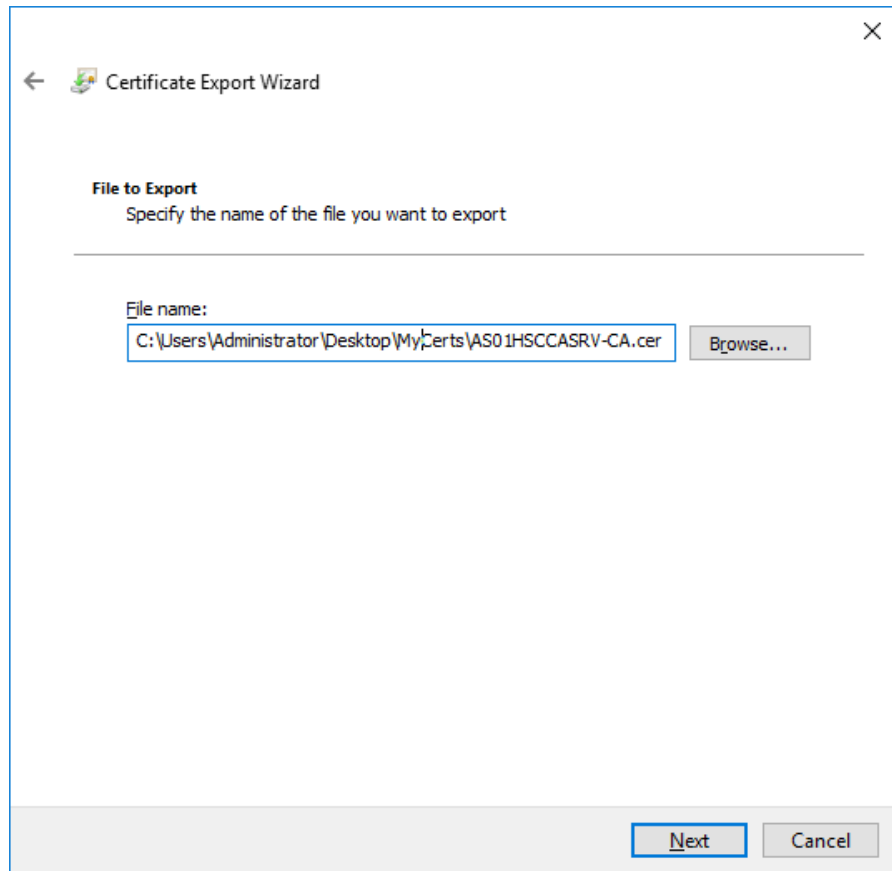 Certificate Export Wizard
File to Export
Specify the name of the file you want to export
File name:
C:\Users\Administrator\Desktop\MyCerts\AS01HSCCASRV-CA.cer
Browse...
Next
Cancel